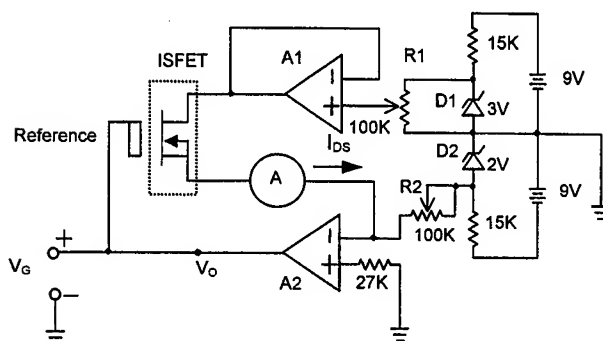 ISFET
A1
R1
15K
9V
D1
3V
Reference
100K
I_DS
D2
2V
A
R2
9V
100K
15K
+
V_G
V_O
A2
27K
−